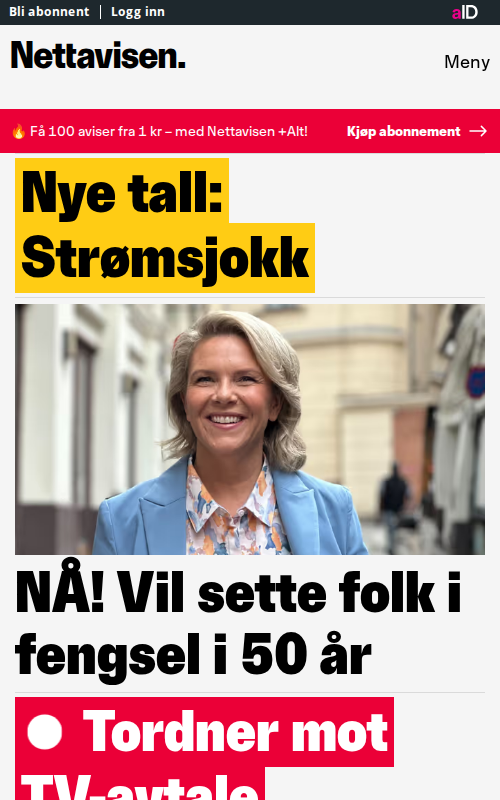 Bli abonnent | Logg inn
aID
Nettavisen.
Meny
🔥 Få 100 aviser fra 1 kr – med Nettavisen +Alt!
Kjøp abonnement →
Nye tall:
Strømsjokk
NÅ! Vil sette folk i
fengsel i 50 år
Tordner mot
TV-avtale